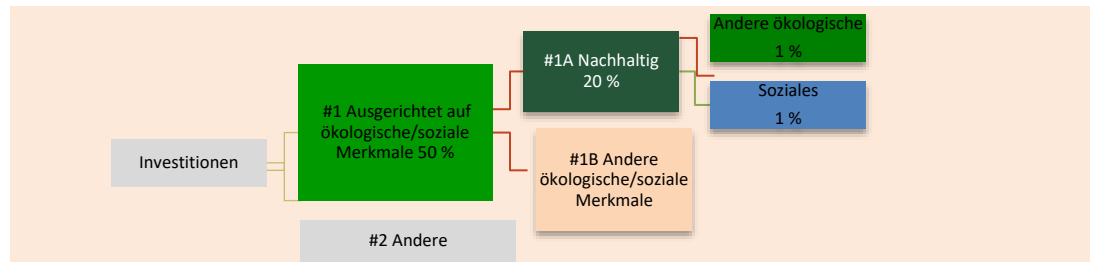 Investitionen
#1 Ausgerichtet auf
ökologische/soziale
Merkmale 50 %
#2 Andere
#1A Nachhaltig
20 %
#1B Andere
ökologische/soziale
Merkmale
Andere ökologische
1 %
Soziales
1 %